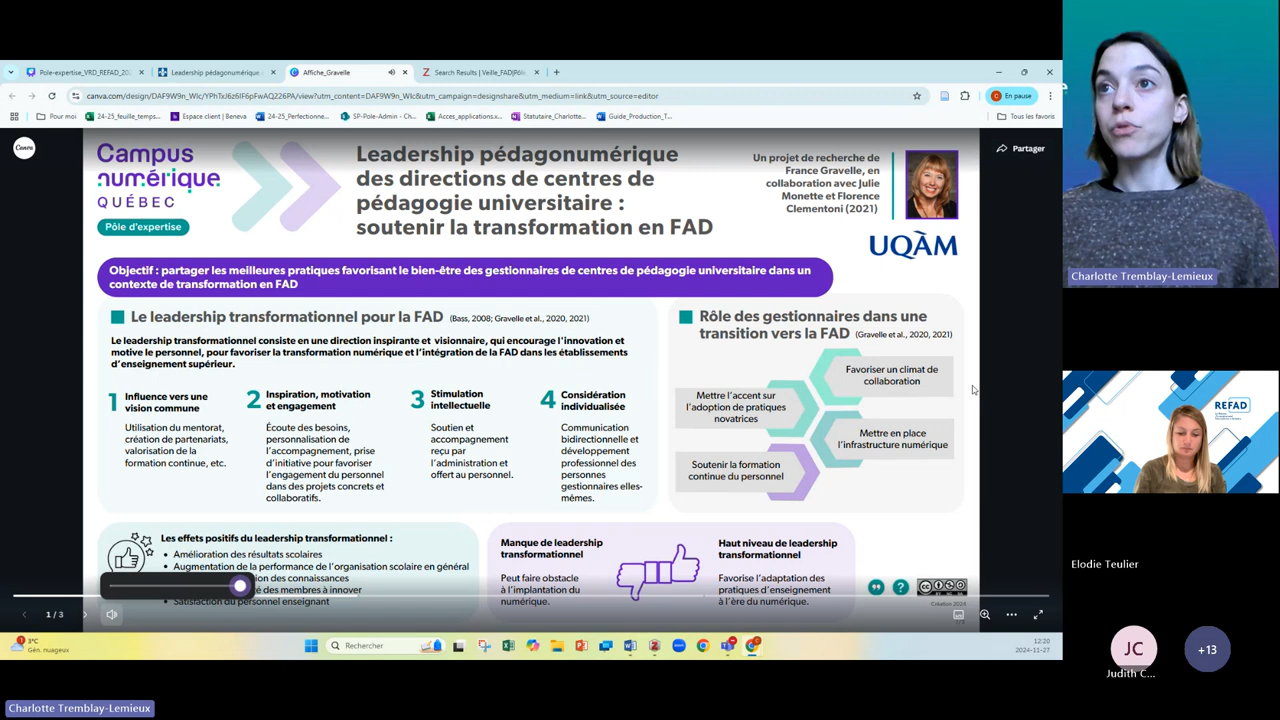 Pole-expertise_VRD_REFAD_20
Leadership pédagonumérique
Affiche_Gravelle
Search Results | Veille_FAD|Pôle
canva.com/design/DAF9W9n_Wlc/YPhTxJ6z6IF6pFwAQ226PA/view?utm_content=DAF9W9n_Wlc&utm_campaign=designshare&utm_medium=link&utm_source=editor
En pause
Pour moi
24-25_feuille_temps...
Espace client | Beneva
24-25_Perfectionne...
SP-Pole-Admin - Ch...
Acces_applications.x...
Statutaire_Charlotte...
Guide_Production_T...
Tous les favoris
Canva
Partager
Campus
numérique
QUÉBEC
Pôle d'expertise
Leadership pédagonumérique
des directions de centres de
pédagogie universitaire :
soutenir la transformation en FAD
Un projet de recherche de
France Gravelle, en
collaboration avec Julie
Monette et Florence
Clementoni (2021)
UQÀM
Objectif : partager les meilleures pratiques favorisant le bien-être des gestionnaires de centres de pédagogie universitaire dans un
contexte de transformation en FAD
Le leadership transformationnel pour la FAD (Bass, 2008; Gravelle et al., 2020, 2021)
Le leadership transformationnel consiste en une direction inspirante et visionnaire, qui encourage l'innovation et
motive le personnel, pour favoriser la transformation numérique et l'intégration de la FAD dans les établissements
d'enseignement supérieur.
1 Influence vers une
vision commune
Utilisation du mentorat,
création de partenariats,
valorisation de la
formation continue, etc.
2 Inspiration, motivation
et engagement
Écoute des besoins,
personnalisation de
l'accompagnement, prise
d'initiative pour favoriser
l'engagement du personnel
dans des projets concrets et
collaboratifs.
3 Stimulation
intellectuelle
Soutien et
accompagnement
reçu par
l'administration et
offert au personnel.
4 Considération
individualisée
Communication
bidirectionnelle et
développement
professionnel des
personnes
gestionnaires elles-
mêmes.
Rôle des gestionnaires dans une
transition vers la FAD (Gravelle et al., 2020, 2021)
Favoriser un climat de
collaboration
Mettre l'accent sur
l'adoption de pratiques
novatrices
Mettre en place
l'infrastructure numérique
Soutenir la formation
continue du personnel
Les effets positifs du leadership transformationnel :
Amélioration des résultats scolaires
Augmentation de la performance de l'organisation scolaire en général
ion des connaissances
té des membres à innover
Satisfaction du personnel enseignant
Manque de leadership
transformationnel
Peut faire obstacle
à l'implantation du
numérique.
Haut niveau de leadership
transformationnel
Favorise l'adaptation des
pratiques d'enseignement
à l'ère du numérique.
Création 2024
1 / 3
3°C
Gén. nuageux
Rechercher
12:20
2024-11-27
Charlotte Tremblay-Lemieux
REFAD
Elodie Teulier
JC
Judith C...
+13
Charlotte Tremblay-Lemieux